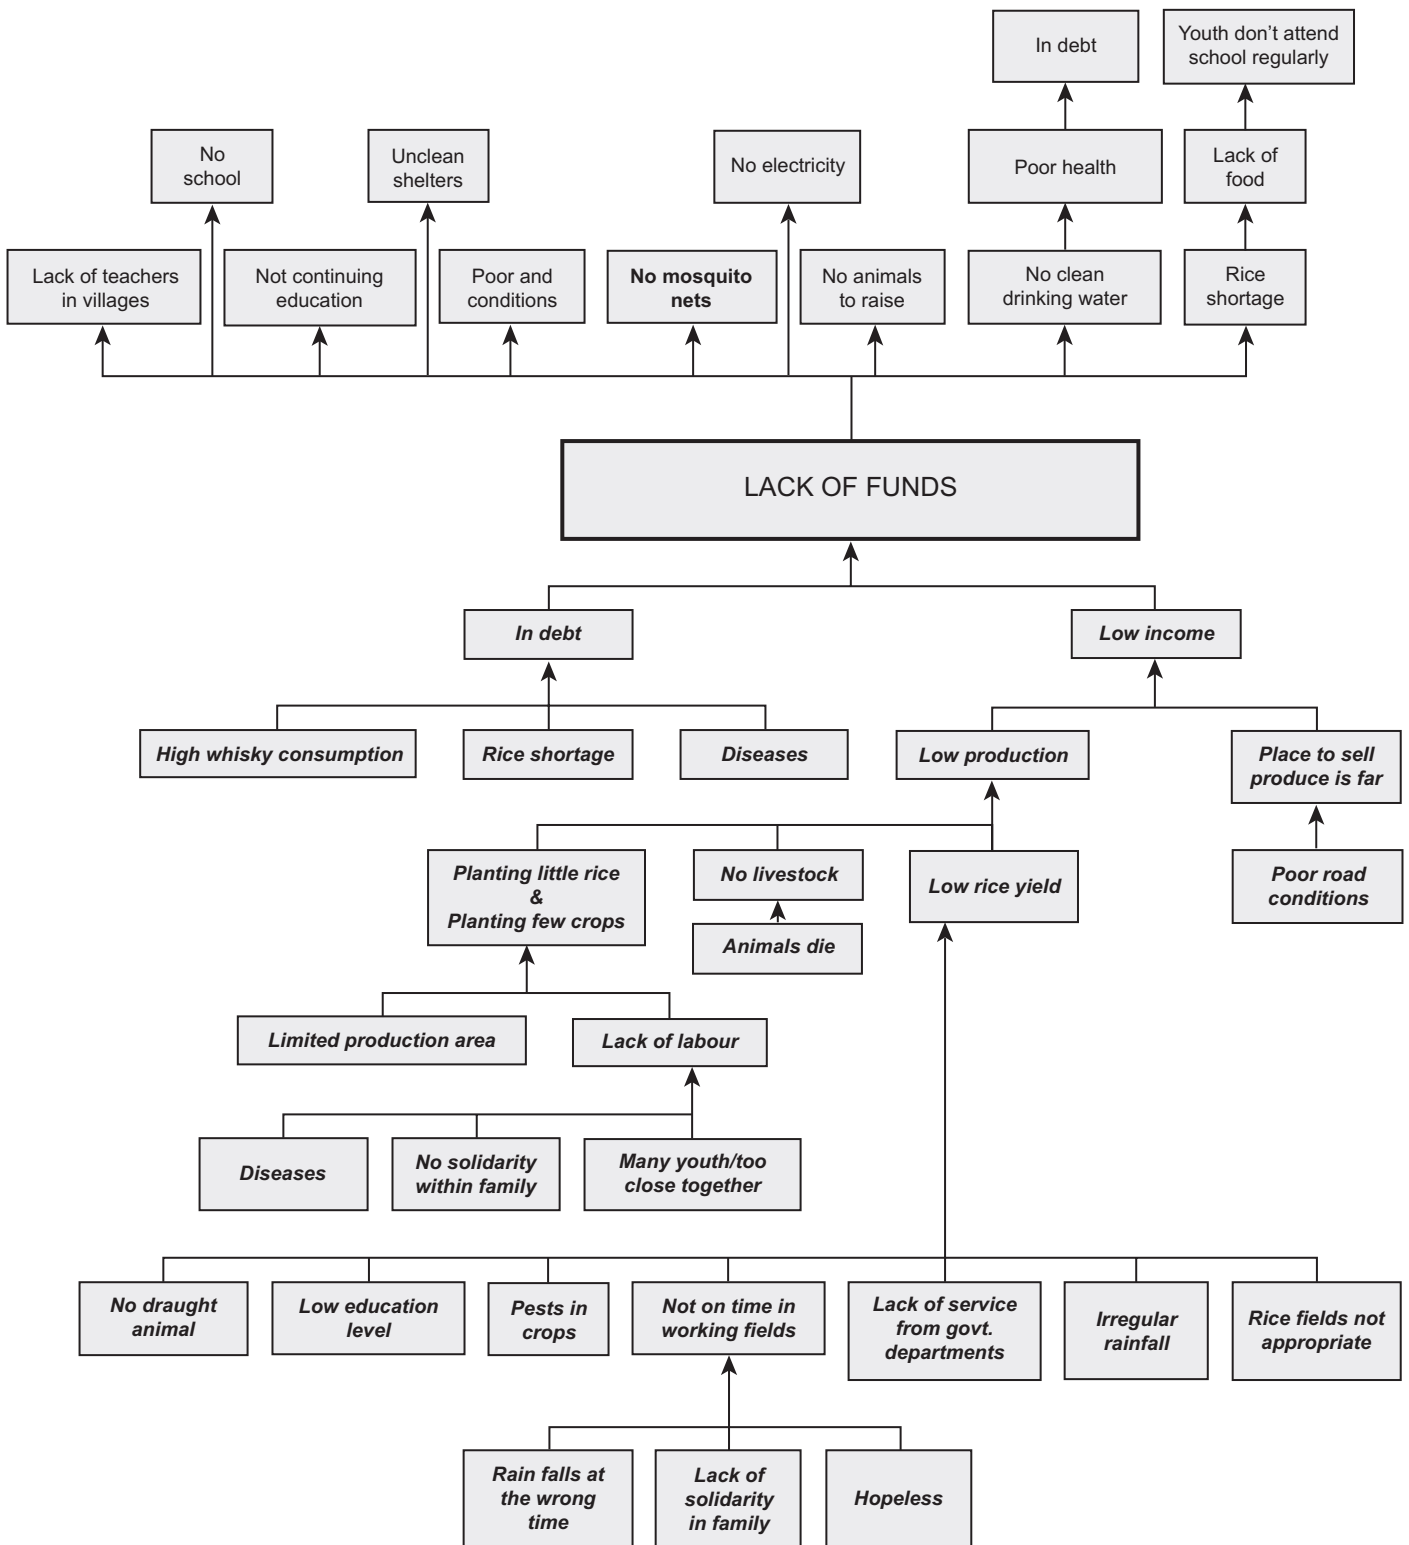 In debt
Youth don't attend
school regularly
No
school
Unclean
shelters
No electricity
Poor health
Lack of
food
Lack of teachers
in villages
Not continuing
education
Poor and
conditions
No mosquito
nets
No animals
to raise
No clean
drinking water
Rice
shortage
LACK OF FUNDS
In debt
Low income
High whisky consumption
Rice shortage
Diseases
Low production
Place to sell
produce is far
Planting little rice
&
Planting few crops
No livestock
Low rice yield
Poor road
conditions
Animals die
Limited production area
Lack of labour
Diseases
No solidarity
within family
Many youth/too
close together
No draught
animal
Low education
level
Pests in
crops
Not on time in
working fields
Lack of service
from govt.
departments
Irregular
rainfall
Rice fields not
appropriate
Rain falls at
the wrong
time
Lack of
solidarity
in family
Hopeless